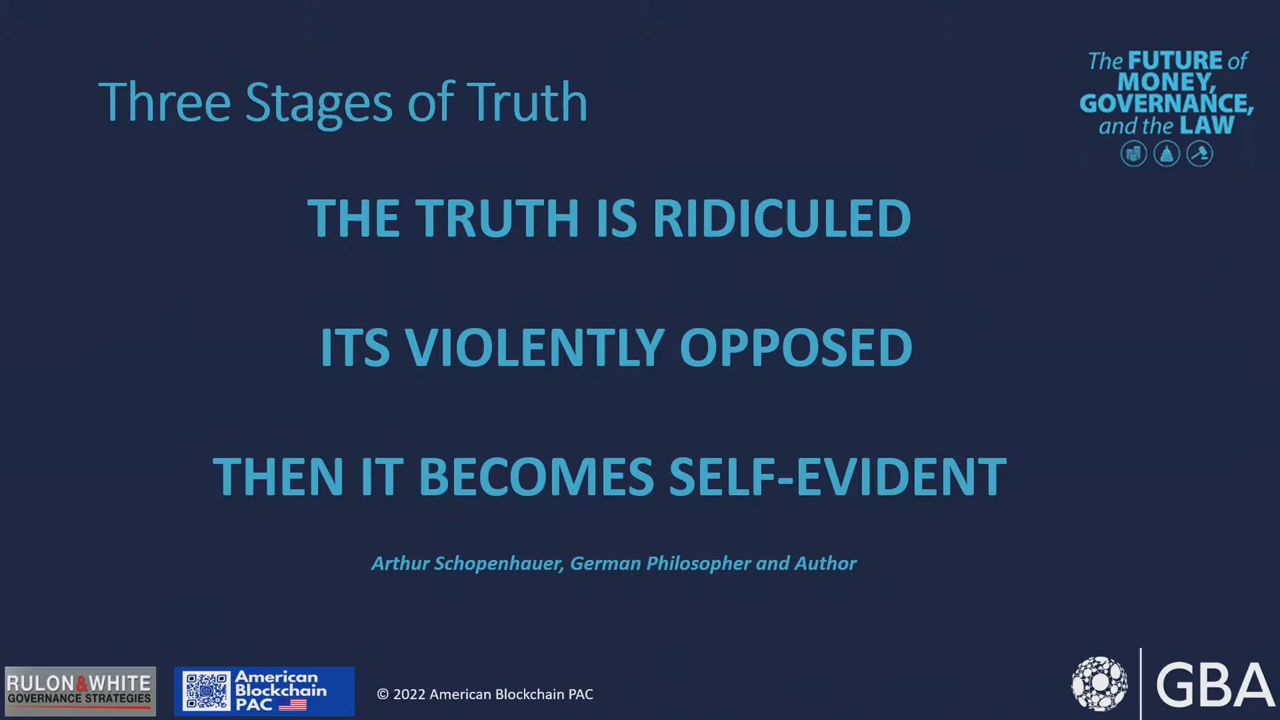 Three Stages of Truth
The FUTURE of
MONEY,
GOVERNANCE,
and the LAW
THE TRUTH IS RIDICULED
ITS VIOLENTLY OPPOSED
THEN IT BECOMES SELF-EVIDENT
Arthur Schopenhauer, German Philosopher and Author
RULON&WHITE
GOVERNANCE STRATEGIES
American
Blockchain
PAC
© 2022 American Blockchain PAC
GBA